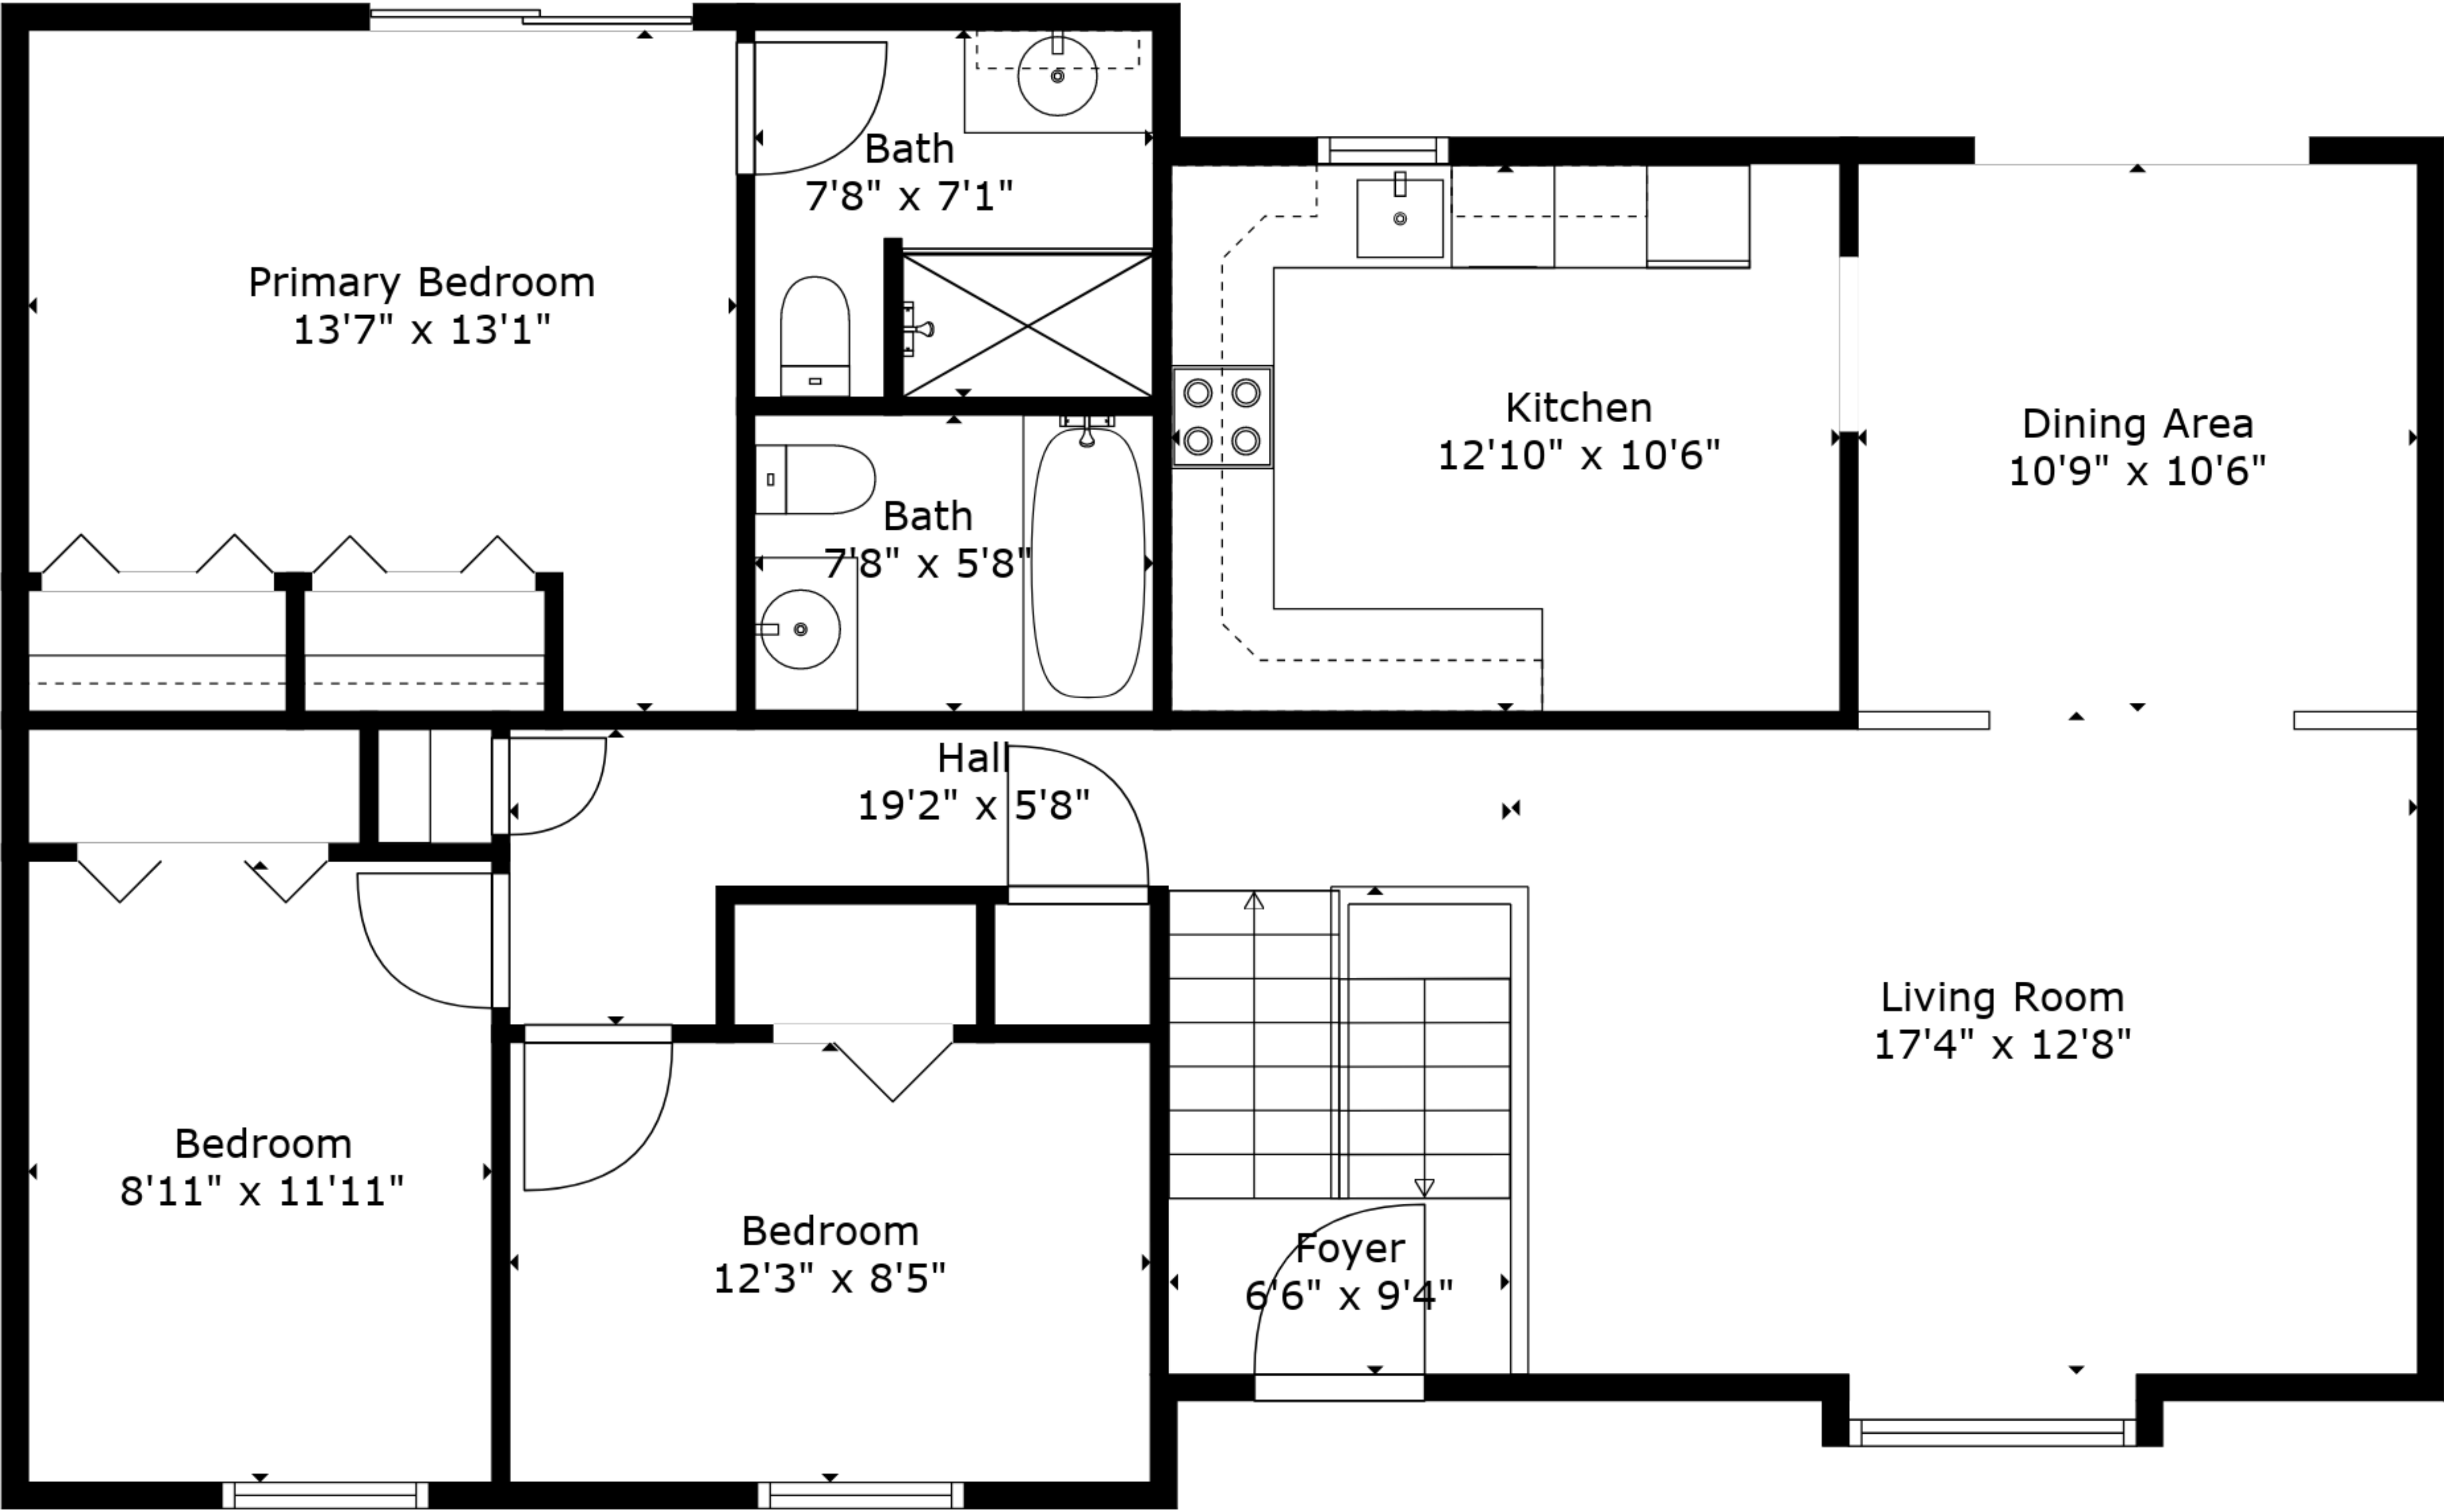 Bath
7'8" x 7'1"
Primary Bedroom
13'7" x 13'1"
Kitchen
12'10" x 10'6"
Dining Area
10'9" x 10'6"
Bath
7'8" x 5'8"
Hall
19'2" x 5'8"
Living Room
17'4" x 12'8"
Bedroom
8'11" x 11'11"
Bedroom
12'3" x 8'5"
Foyer
6'6" x 9'4"